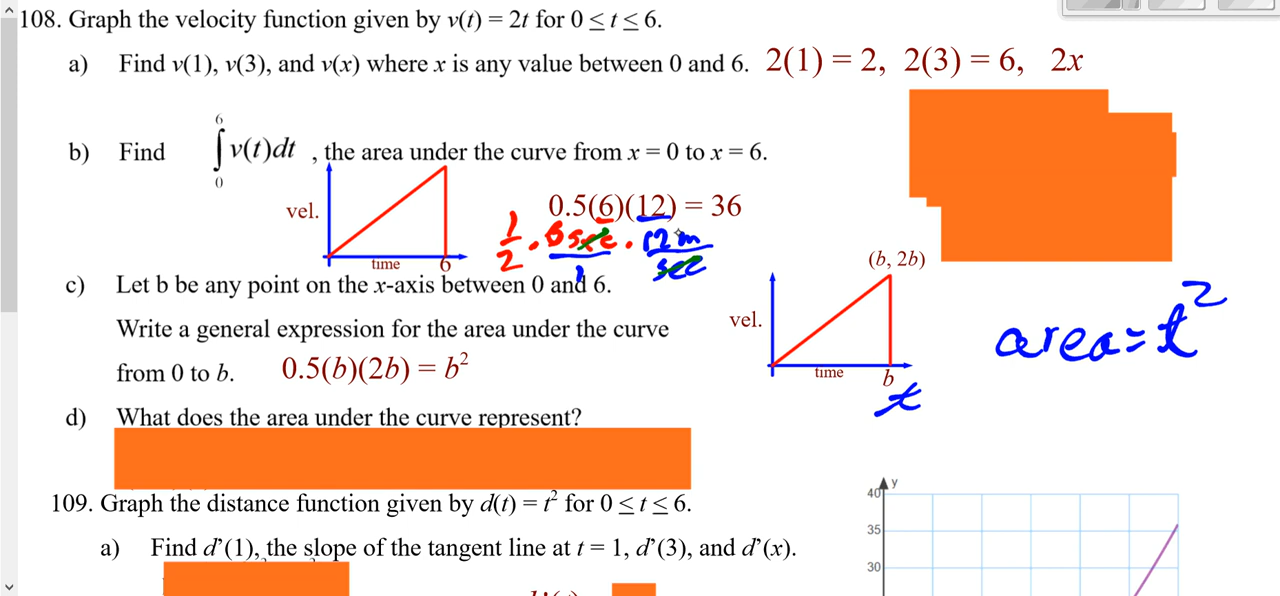 108. Graph the velocity function given by v(t) = 2t for 0 ≤ t ≤ 6.
a) Find v(1), v(3), and v(x) where x is any value between 0 and 6. 2(1) = 2, 2(3) = 6, 2x
b) Find ∫₀⁶ v(t)dt , the area under the curve from x = 0 to x = 6.
vel.
time
6
0.5(6)(12) = 36
1/2 · 6 sec/1 · 12 m/sec
c) Let b be any point on the x-axis between 0 and 6.
Write a general expression for the area under the curve
from 0 to b. 0.5(b)(2b) = b²
(b, 2b)
vel.
time
b
t
area = t²
d) What does the area under the curve represent?
109. Graph the distance function given by d(t) = t² for 0 ≤ t ≤ 6.
a) Find d’(1), the slope of the tangent line at t = 1, d’(3), and d’(x).
y
40
35
30